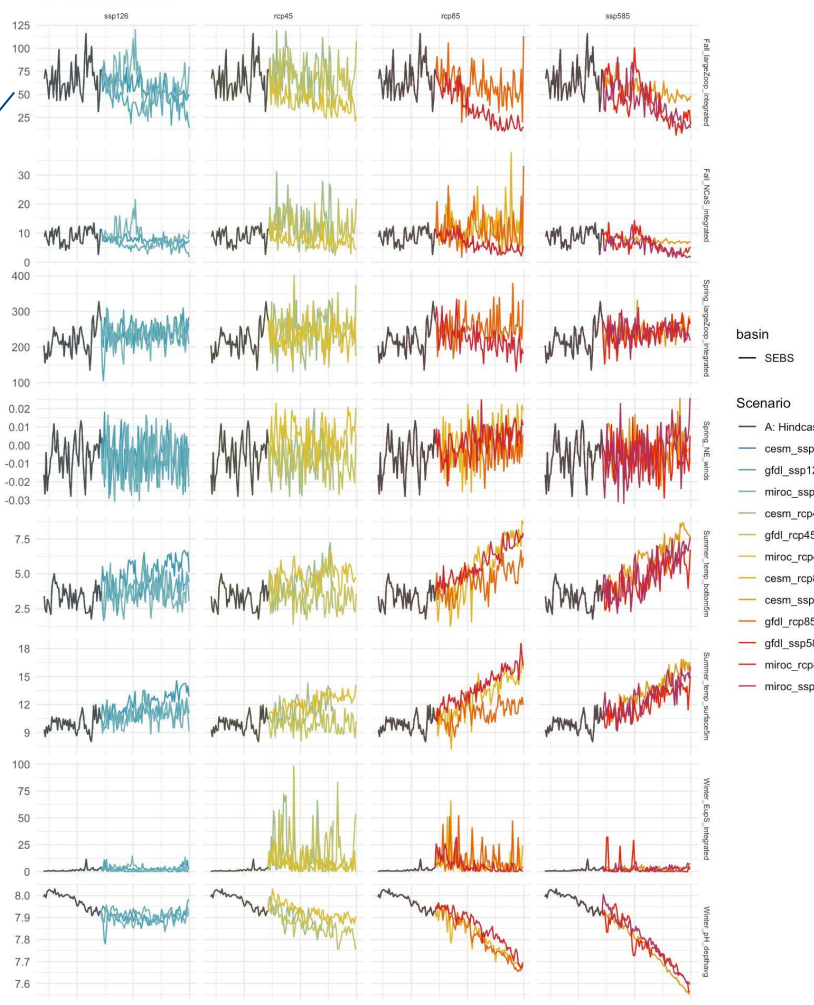 ssp126
rcp45
rcp85
ssp585
125
100
75
50
25
Fall_largeZoop_integrated
30
20
10
0
Fall_NCaS_integrated
400
300
200
100
Spring_largeZoop_integrated
0.02
0.01
0.00
-0.01
-0.02
-0.03
Spring_NE_winds
7.5
5.0
2.5
Summer_temp_bottom5m
18
15
12
9
Summer_temp_surface5m
100
75
50
25
0
Winter_EupS_integrated
8.0
7.9
7.8
7.7
7.6
Winter_pH_depthavg
basin
SEBS
Scenario
A: Hindcas
cesm_ssp
gfdl_ssp12
miroc_ssp
cesm_rcp4
gfdl_rcp45
miroc_rcp4
cesm_rcp8
cesm_ssp
gfdl_rcp85
gfdl_ssp58
miroc_rcp8
miroc_ssp